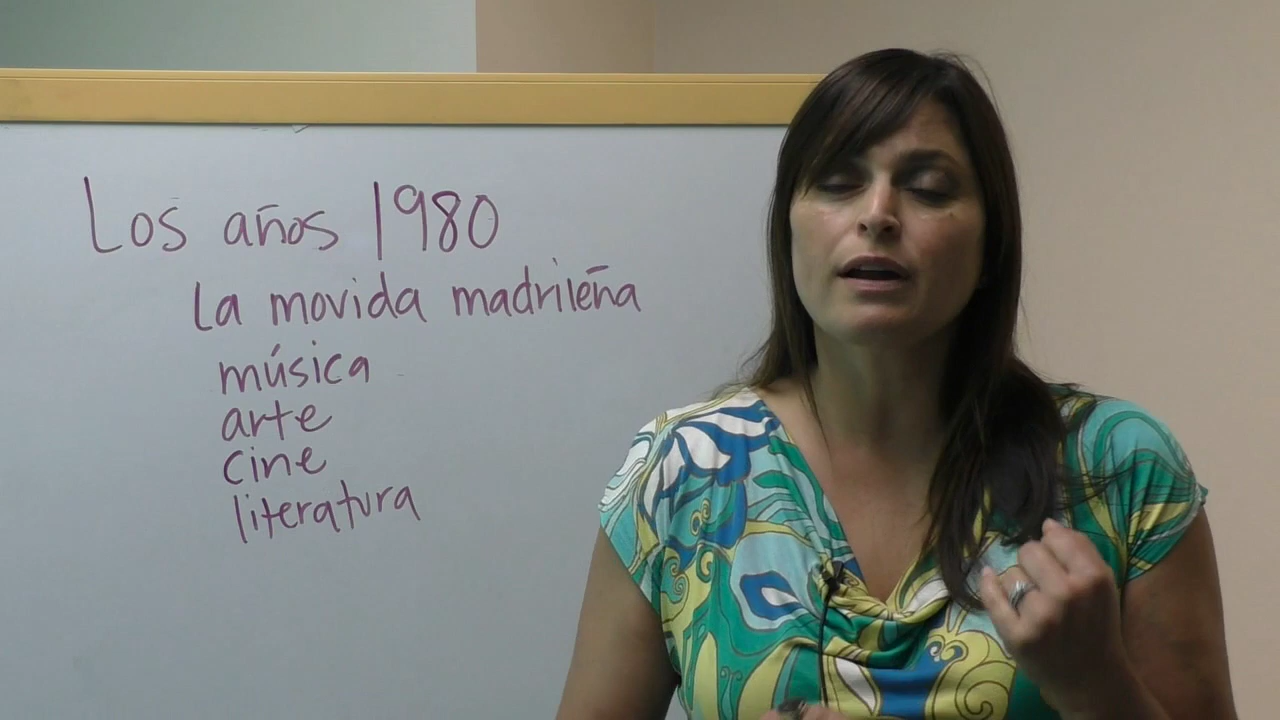 Los años 1980
La movida madrileña
música
arte
cine
literatura